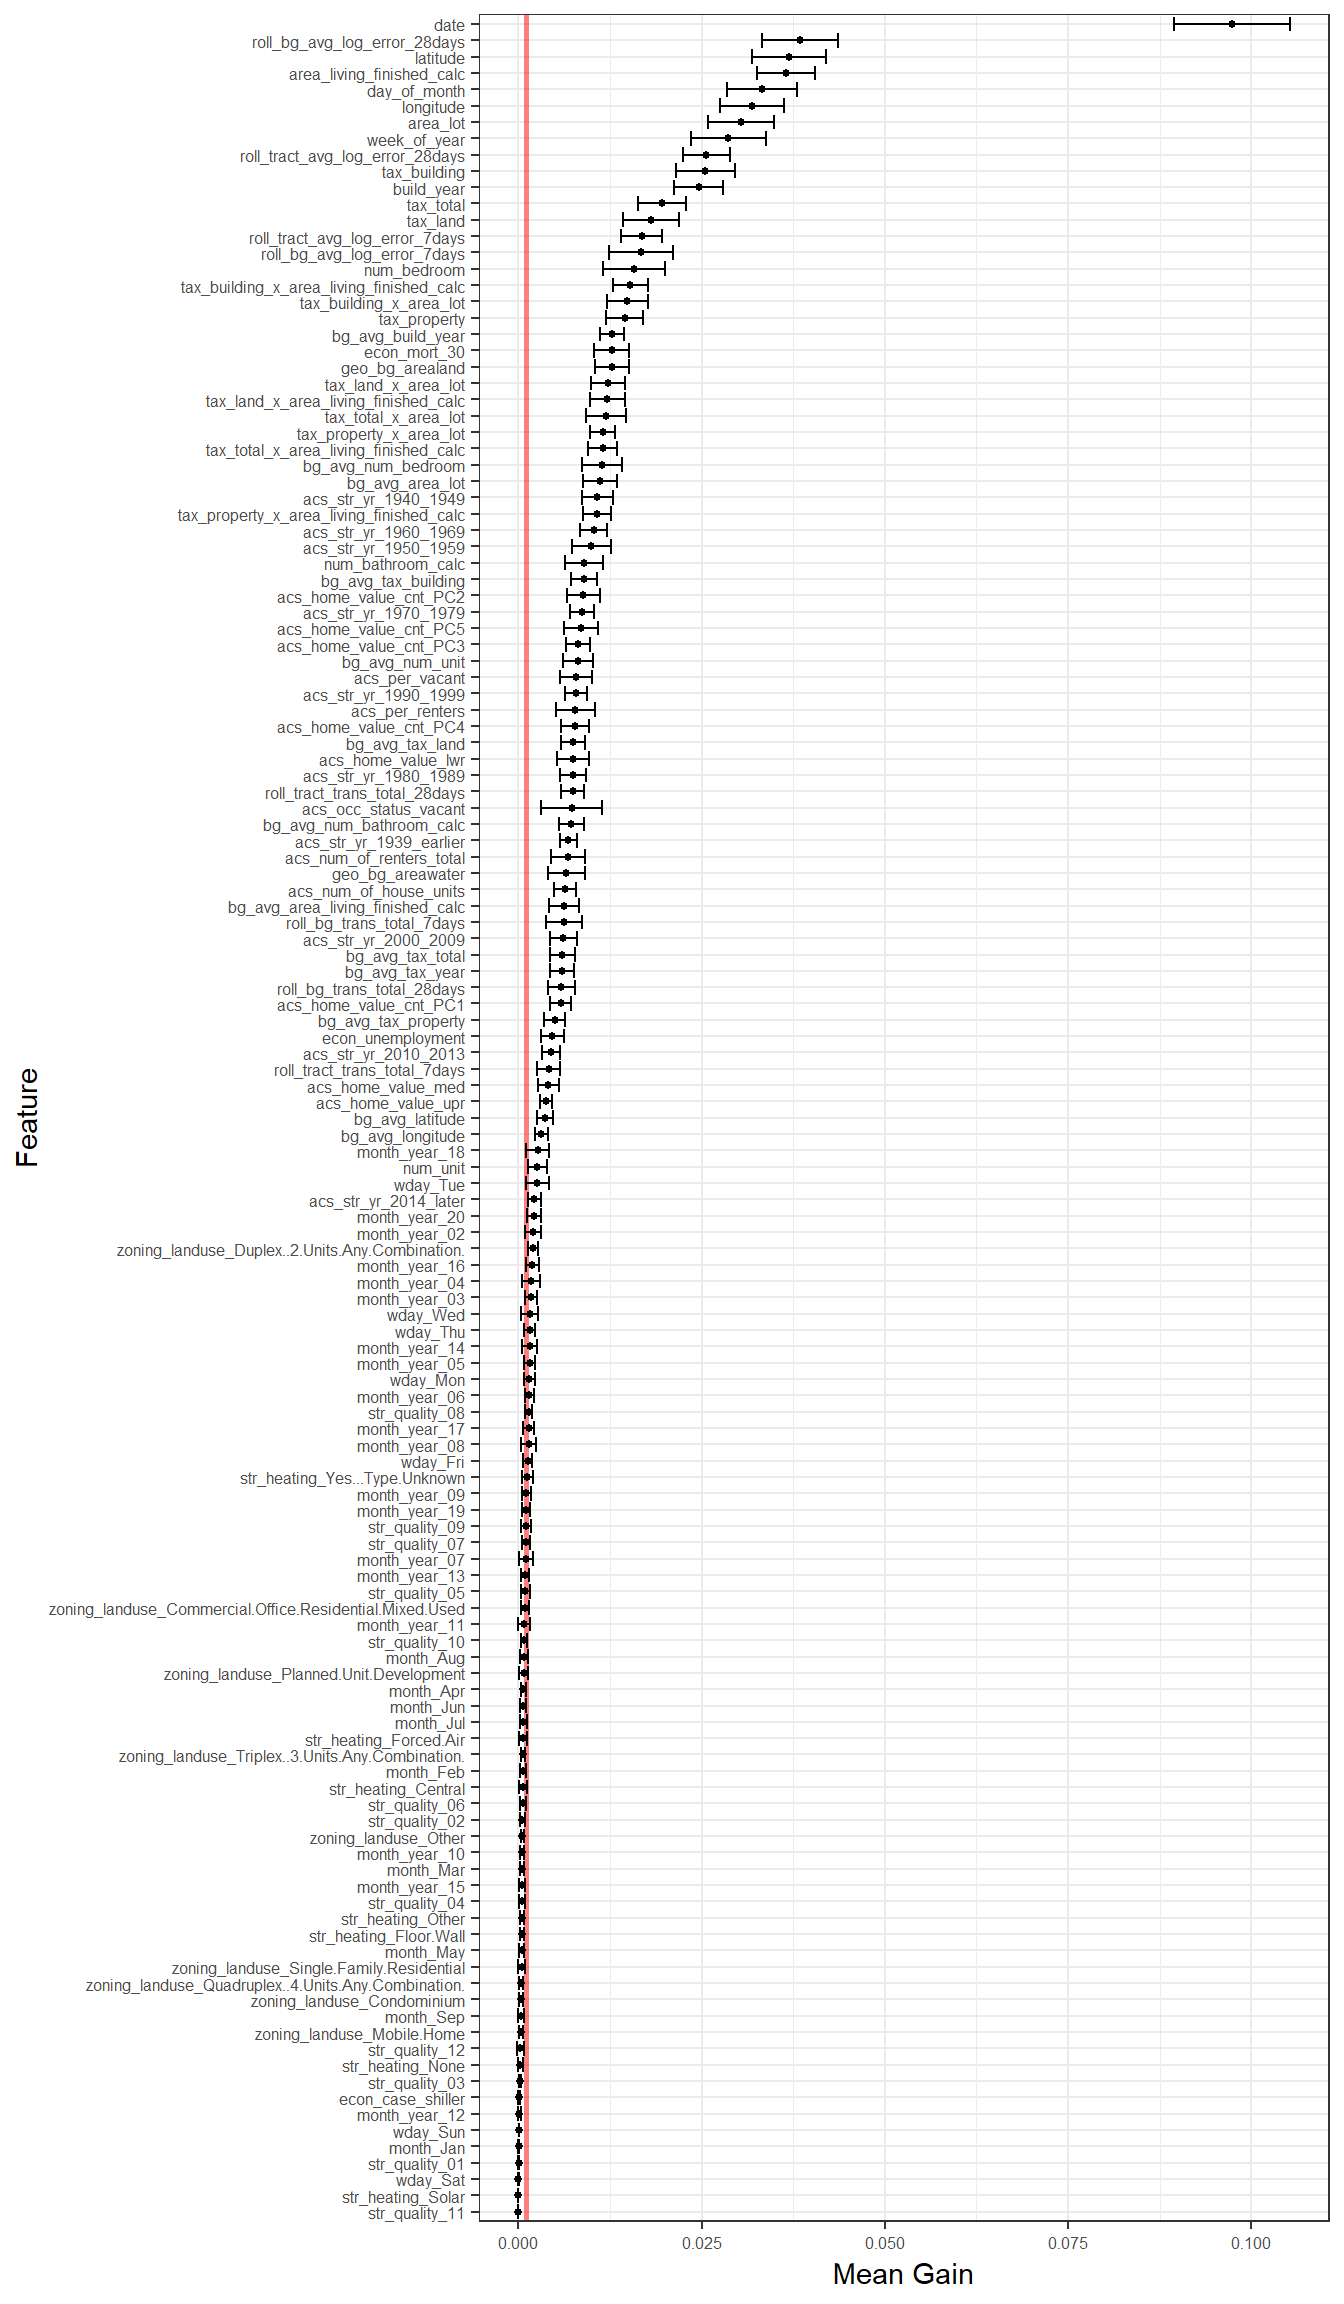 date
roll_bg_avg_log_error_28days
latitude
area_living_finished_calc
day_of_month
longitude
area_lot
week_of_year
roll_tract_avg_log_error_28days
tax_building
build_year
tax_total
tax_land
roll_tract_avg_log_error_7days
roll_bg_avg_log_error_7days
num_bedroom
tax_building_x_area_living_finished_calc
tax_building_x_area_lot
tax_property
bg_avg_build_year
econ_mort_30
geo_bg_arealand
tax_land_x_area_lot
tax_land_x_area_living_finished_calc
tax_total_x_area_lot
tax_property_x_area_lot
tax_total_x_area_living_finished_calc
bg_avg_num_bedroom
bg_avg_area_lot
acs_str_yr_1940_1949
tax_property_x_area_living_finished_calc
acs_str_yr_1960_1969
acs_str_yr_1950_1959
num_bathroom_calc
bg_avg_tax_building
acs_home_value_cnt_PC2
acs_str_yr_1970_1979
acs_home_value_cnt_PC5
acs_home_value_cnt_PC3
bg_avg_num_unit
acs_per_vacant
acs_str_yr_1990_1999
acs_per_renters
acs_home_value_cnt_PC4
bg_avg_tax_land
acs_home_value_lwr
acs_str_yr_1980_1989
roll_tract_trans_total_28days
acs_occ_status_vacant
bg_avg_num_bathroom_calc
acs_str_yr_1939_earlier
acs_num_of_renters_total
geo_bg_areawater
acs_num_of_house_units
bg_avg_area_living_finished_calc
roll_bg_trans_total_7days
acs_str_yr_2000_2009
bg_avg_tax_total
bg_avg_tax_year
roll_bg_trans_total_28days
acs_home_value_cnt_PC1
bg_avg_tax_property
econ_unemployment
acs_str_yr_2010_2013
roll_tract_trans_total_7days
acs_home_value_med
acs_home_value_upr
bg_avg_latitude
bg_avg_longitude
month_year_18
num_unit
wday_Tue
acs_str_yr_2014_later
month_year_20
month_year_02
zoning_landuse_Duplex..2.Units.Any.Combination.
month_year_16
month_year_04
month_year_03
wday_Wed
wday_Thu
month_year_14
month_year_05
wday_Mon
month_year_06
str_quality_08
month_year_17
month_year_08
wday_Fri
str_heating_Yes...Type.Unknown
month_year_09
month_year_19
str_quality_09
str_quality_07
month_year_07
month_year_13
str_quality_05
zoning_landuse_Commercial.Office.Residential.Mixed.Used
month_year_11
str_quality_10
month_Aug
zoning_landuse_Planned.Unit.Development
month_Apr
month_Jun
month_Jul
str_heating_Forced.Air
zoning_landuse_Triplex..3.Units.Any.Combination.
month_Feb
str_heating_Central
str_quality_06
str_quality_02
zoning_landuse_Other
month_year_10
month_Mar
month_year_15
str_quality_04
str_heating_Other
str_heating_Floor.Wall
month_May
zoning_landuse_Single.Family.Residential
zoning_landuse_Quadruplex..4.Units.Any.Combination.
zoning_landuse_Condominium
month_Sep
zoning_landuse_Mobile.Home
str_quality_12
str_heating_None
str_quality_03
econ_case_shiller
month_year_12
wday_Sun
month_Jan
str_quality_01
wday_Sat
str_heating_Solar
str_quality_11
Feature
0.000 0.025 0.050 0.075 0.100
Mean Gain